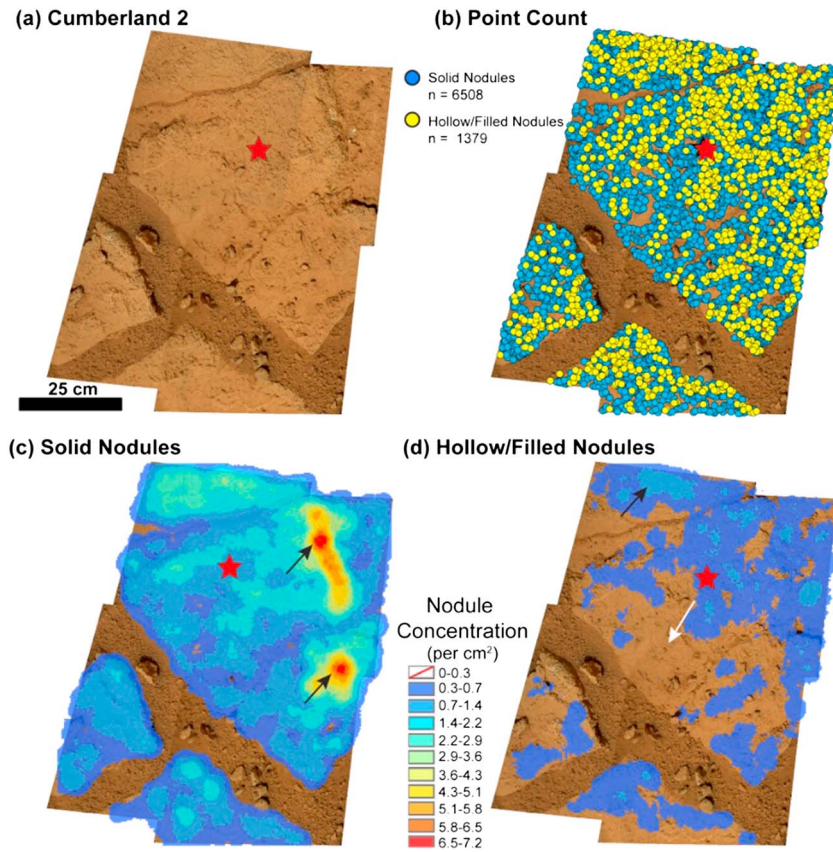 (a) Cumberland 2
(b) Point Count
Solid Nodules
n = 6508
Hollow/Filled Nodules
n = 1379
25 cm
(c) Solid Nodules
(d) Hollow/Filled Nodules
Nodule
Concentration
(per cm²)
0-0.3
0.3-0.7
0.7-1.4
1.4-2.2
2.2-2.9
2.9-3.6
3.6-4.3
4.3-5.1
5.1-5.8
5.8-6.5
6.5-7.2